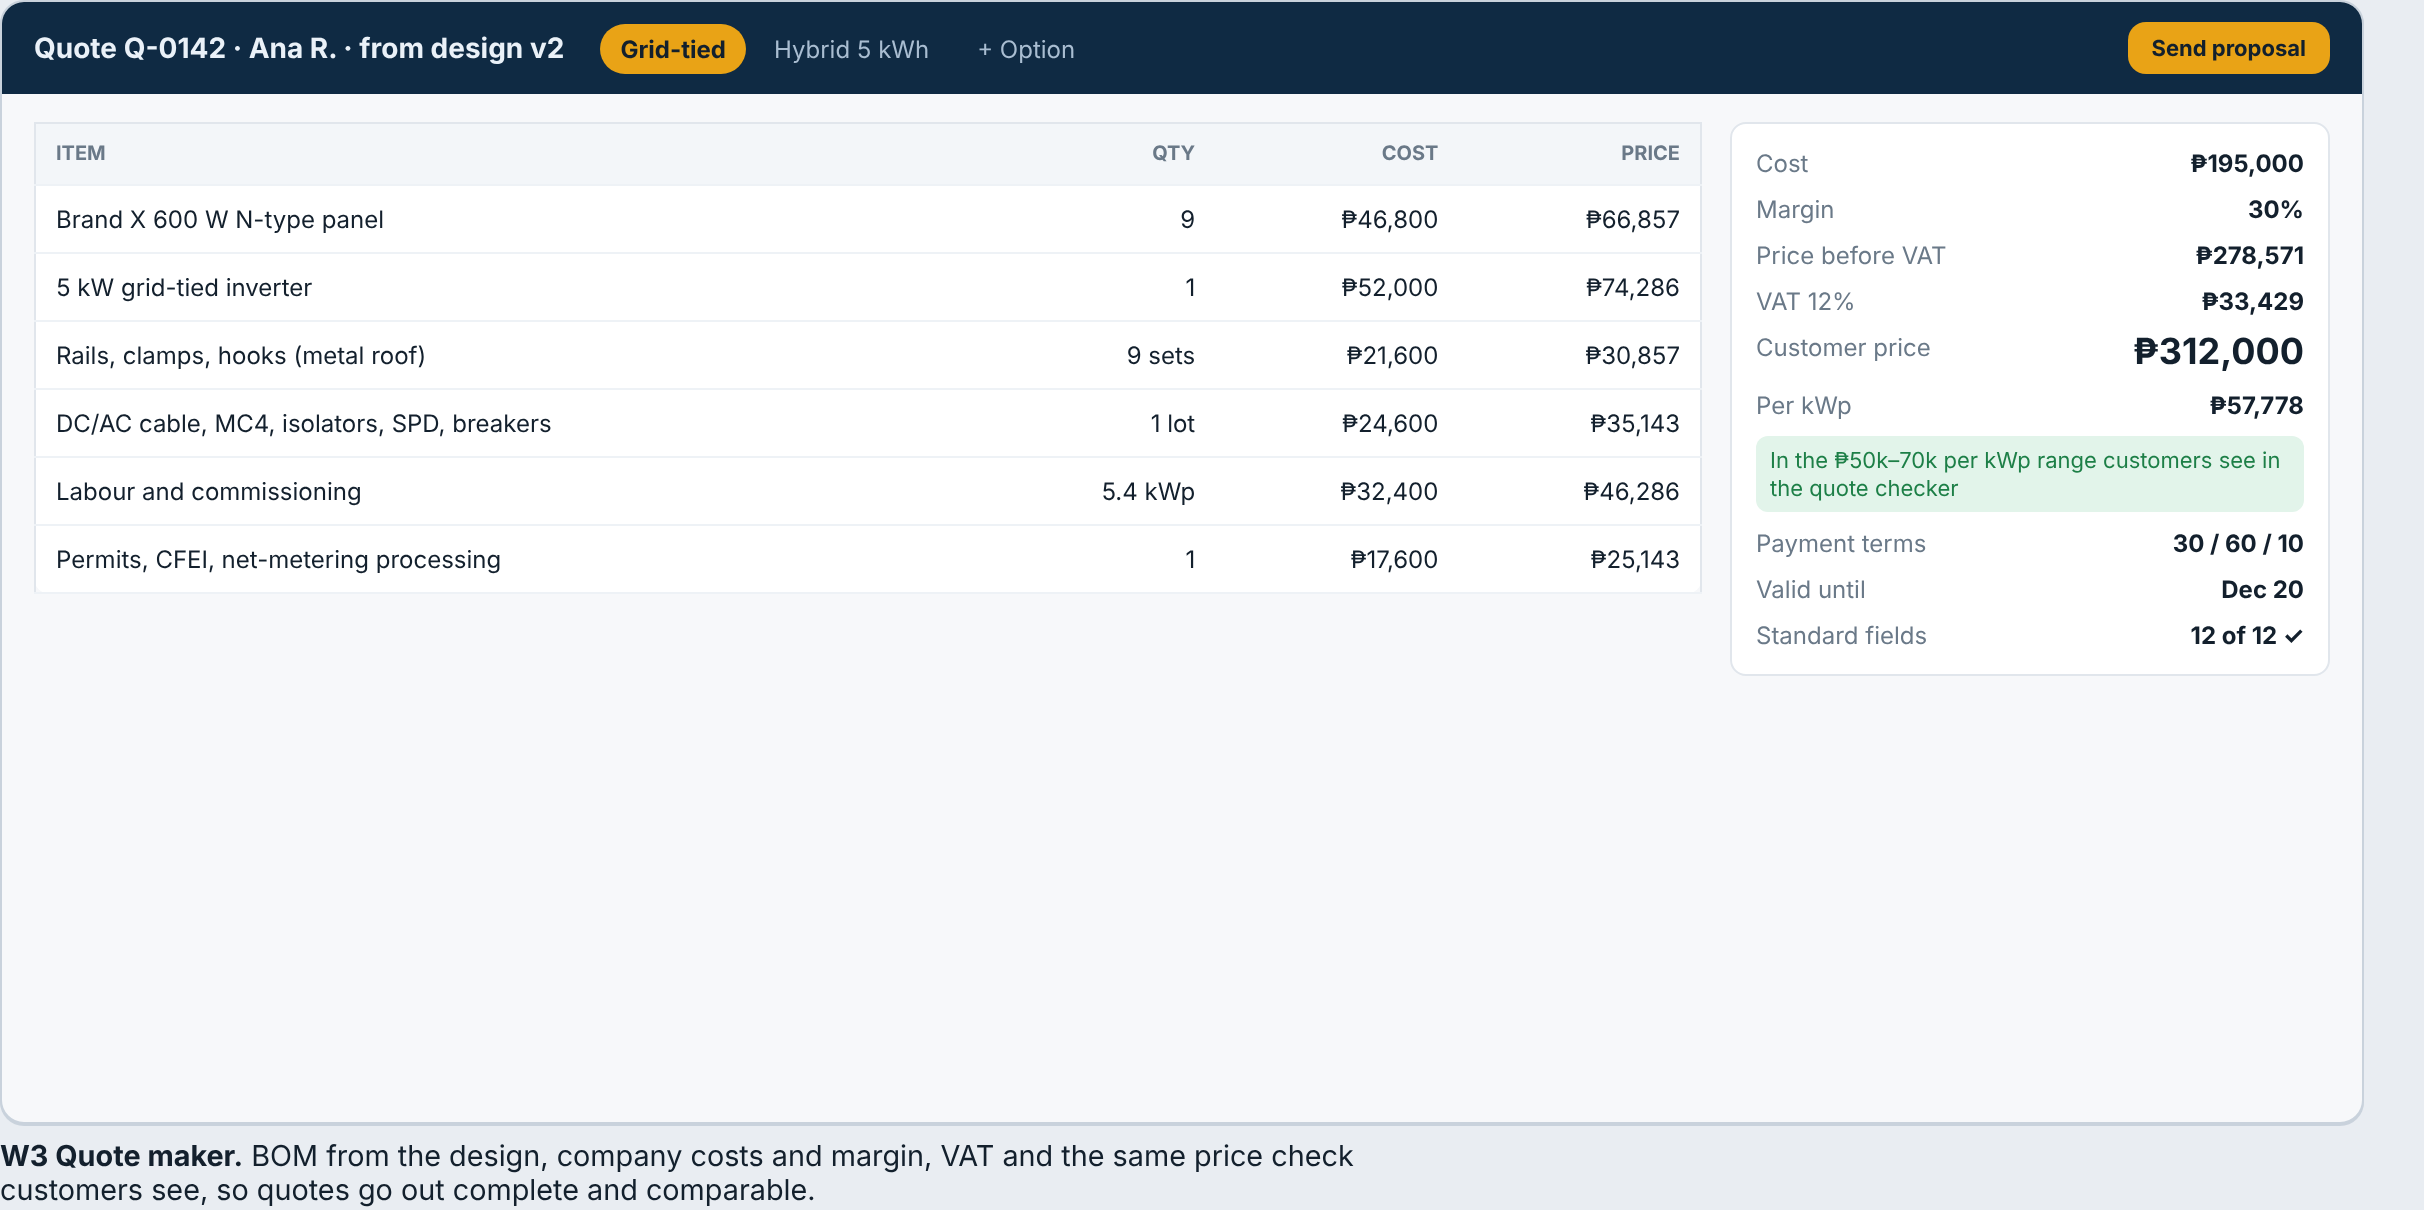 Quote Q-0142 · Ana R. · from design v2 Grid-tied Hybrid 5 kWh + Option Send proposal
ITEM QTY COST PRICE
Brand X 600 W N-type panel 9 ₱46,800 ₱66,857
5 kW grid-tied inverter 1 ₱52,000 ₱74,286
Rails, clamps, hooks (metal roof) 9 sets ₱21,600 ₱30,857
DC/AC cable, MC4, isolators, SPD, breakers 1 lot ₱24,600 ₱35,143
Labour and commissioning 5.4 kWp ₱32,400 ₱46,286
Permits, CFEI, net-metering processing 1 ₱17,600 ₱25,143
Cost ₱195,000
Margin 30%
Price before VAT ₱278,571
VAT 12% ₱33,429
Customer price ₱312,000
Per kWp ₱57,778
In the ₱50k–70k per kWp range customers see in
the quote checker
Payment terms 30 / 60 / 10
Valid until Dec 20
Standard fields 12 of 12 ✓
W3 Quote maker. BOM from the design, company costs and margin, VAT and the same price check
customers see, so quotes go out complete and comparable.